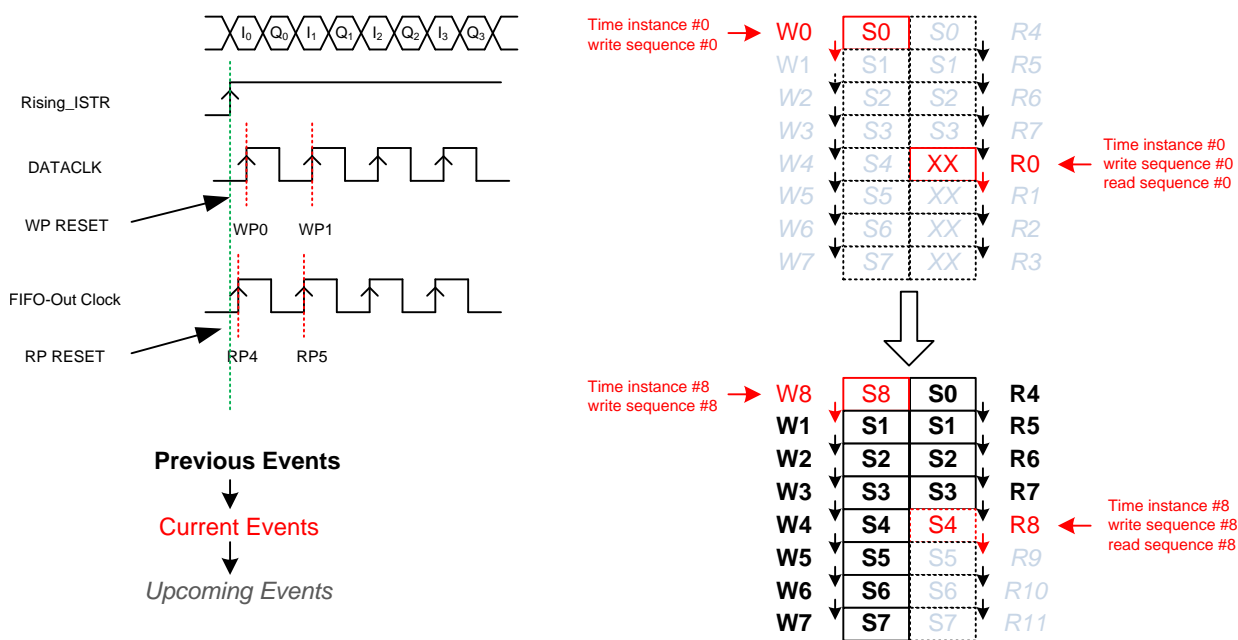 I0 Q0 I1 Q1 I2 Q2 I3 Q3
Rising_ISTR
DATACLK
WP RESET
WP0 WP1
FIFO-Out Clock
RP RESET
RP4 RP5
Previous Events
Current Events
Upcoming Events
Time instance #0
write sequence #0
W0 S0 S0 R4
W1 S1 S1 R5
W2 S2 S2 R6
W3 S3 S3 R7
W4 S4 XX R0
W5 S5 XX R1
W6 S6 XX R2
W7 S7 XX R3
Time instance #0
write sequence #0
read sequence #0
Time instance #8
write sequence #8
W8 S8 S0 R4
W1 S1 S1 R5
W2 S2 S2 R6
W3 S3 S3 R7
W4 S4 S4 R8
W5 S5 S5 R9
W6 S6 S6 R10
W7 S7 S7 R11
Time instance #8
write sequence #8
read sequence #8